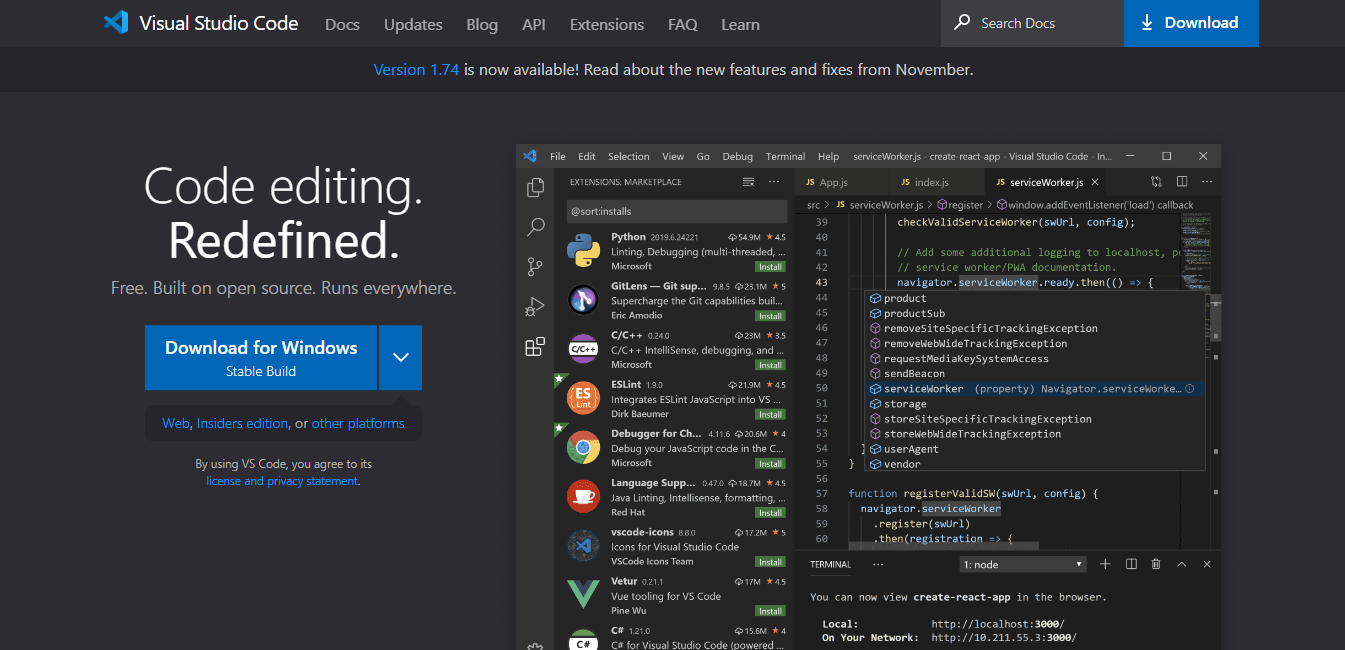 Visual Studio Code Docs Updates Blog API Extensions FAQ Learn Search Docs Download
Version 1.74 is now available! Read about the new features and fixes from November.
Code editing.
Redefined.
Free. Built on open source. Runs everywhere.
Download for Windows
Stable Build
Web, Insiders edition, or other platforms
By using VS Code, you agree to its
license and privacy statement.
File Edit Selection View Go Debug Terminal Help serviceWorker.js - create-react-app - Visual Studio Code - In...
EXTENSIONS: MARKETPLACE
@sort:installs
Python 2019.6.24221 54.9M 4.5
Linting, Debugging (multi-threaded, ...
Microsoft Install
GitLens — Git sup... 9.8.5 23.1M 5
Supercharge the Git capabilities buil...
Eric Amodio Install
C/C++
C/C++ 0.24.0 23M 3.5
C/C++ IntelliSense, debugging, and ...
Microsoft Install
ES
Lint
ESLint 1.9.0 21.9M 4.5
Integrates ESLint JavaScript into VS ...
Dirk Baeumer Install
Debugger for Ch... 4.11.6 20.6M 4
Debug your JavaScript code in the C...
Microsoft Install
Language Supp... 0.47.0 18.7M 4.5
Java Linting, Intellisense, formatting, ...
Red Hat Install
vscode-icons 8.8.0 17.2M 5
Icons for Visual Studio Code
VSCode Icons Team Install
Vetur 0.21.1 17M 4.5
Vue tooling for VS Code
Pine Wu Install
C#
C# 1.21.0 15.6M 4
C# for Visual Studio Code (powered ...
JS App.js JS index.js JS serviceWorker.js
src > JS serviceWorker.js > register > window.addEventListener('load') callback
39 checkValidServiceWorker(swUrl, config);
40
41 // Add some additional logging to localhost, p
42 // service worker/PWA documentation.
43 navigator.serviceWorker.ready.then(() => {
44 product
45 productSub
46 removeSiteSpecificTrackingException
47 removeWebWideTrackingException
48 requestMediaKeySystemAccess
49 sendBeacon
50 serviceWorker (property) Navigator.serviceWorke...
51 storage
52 storeSiteSpecificTrackingException
53 storeWebWideTrackingException
54 } userAgent
55 } vendor
56
57 function registerValidSW(swUrl, config) {
58 navigator.serviceWorker
59 .register(swUrl)
60 .then(registration => {
TERMINAL ... 1: node
You can now view create-react-app in the browser.
Local: http://localhost:3000/
On Your Network: http://10.211.55.3:3000/